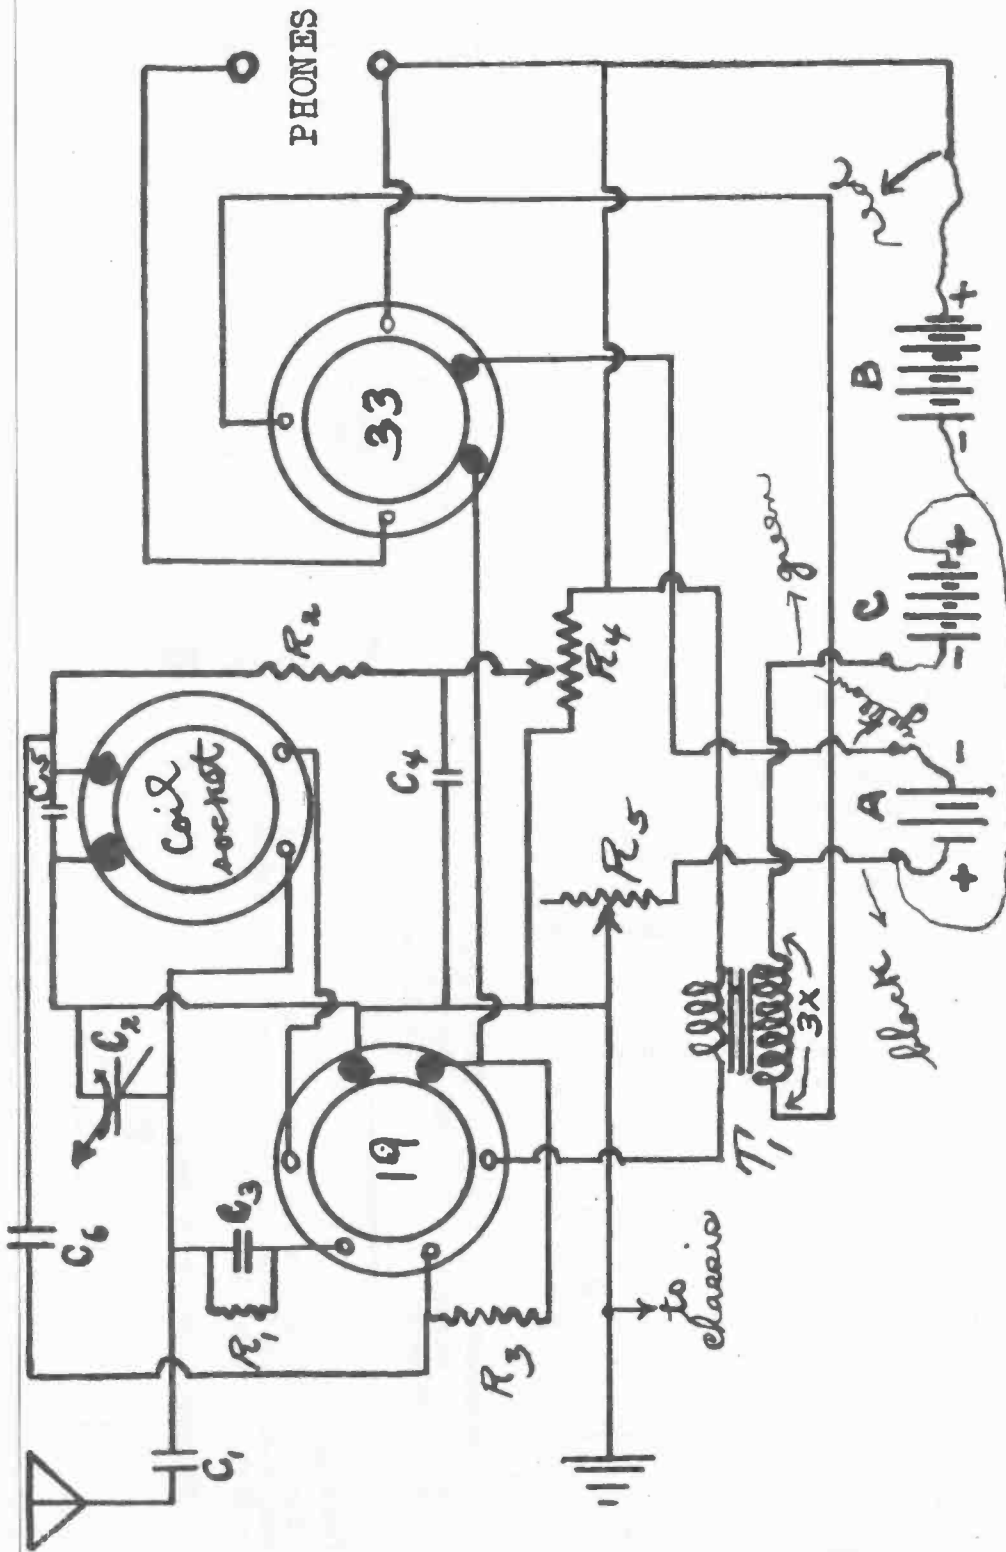 C6
C5
C2
Coil
socket
C1
C3
R1
R2
PHONES
19
33
C4
R3
R4
R5
to
chassis
T1
3X
green
black
A
C
B
+ - - + - +